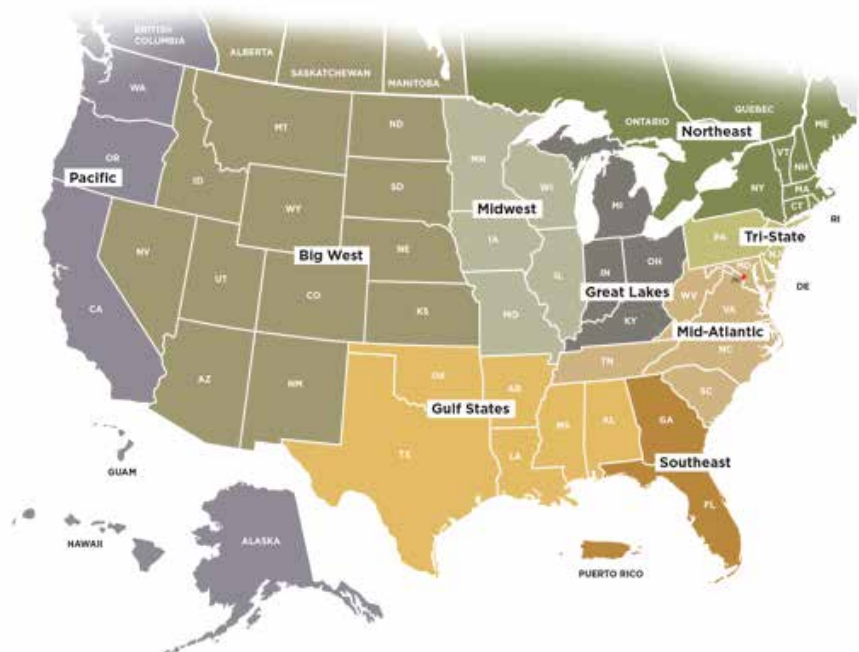 BRITISH
COLUMBIA
ALBERTA
SASKATCHEWAN
MANITOBA
ONTARIO
QUEBEC
Northeast
ME
VT
NH
MA
CT
RI
NY
WA
OR
Pacific
CA
NV
ID
MT
WY
UT
AZ
CO
NM
Big West
ND
SD
NE
KS
MN
WI
Midwest
IA
IL
MO
MI
IN
OH
Great Lakes
KY
PA
Tri-State
NJ
DE
MD
WV
VA
Mid-Atlantic
NC
TN
SC
OK
AR
Gulf States
TX
LA
MS
AL
GA
Southeast
FL
GUAM
HAWAII
ALASKA
PUERTO RICO